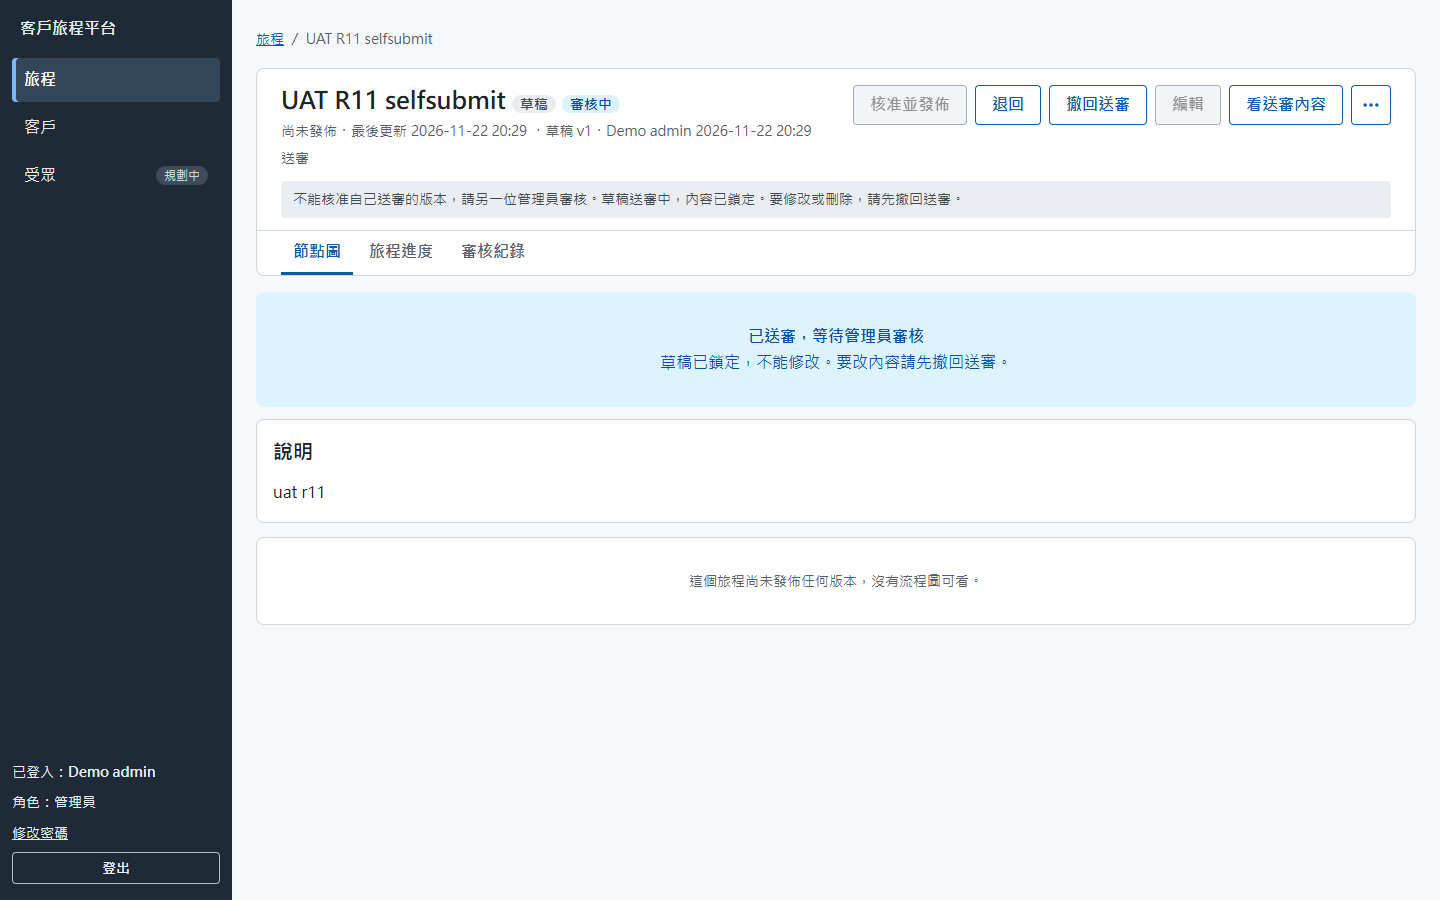 客戶旅程平台
旅程
客戶
受眾 規劃中
已登入：Demo admin
角色：管理員
修改密碼
登出
旅程 / UAT R11 selfsubmit
UAT R11 selfsubmit 草稿 審核中
核准並發佈 退回 撤回送審 編輯 看送審內容 ···
尚未發佈 · 最後更新 2026-11-22 20:29 · 草稿 v1 · Demo admin 2026-11-22 20:29
送審
不能核准自己送審的版本，請另一位管理員審核。草稿送審中，內容已鎖定。要修改或刪除，請先撤回送審。
節點圖 旅程進度 審核紀錄
已送審，等待管理員審核
草稿已鎖定，不能修改。要改內容請先撤回送審。
說明
uat r11
這個旅程尚未發佈任何版本，沒有流程圖可看。